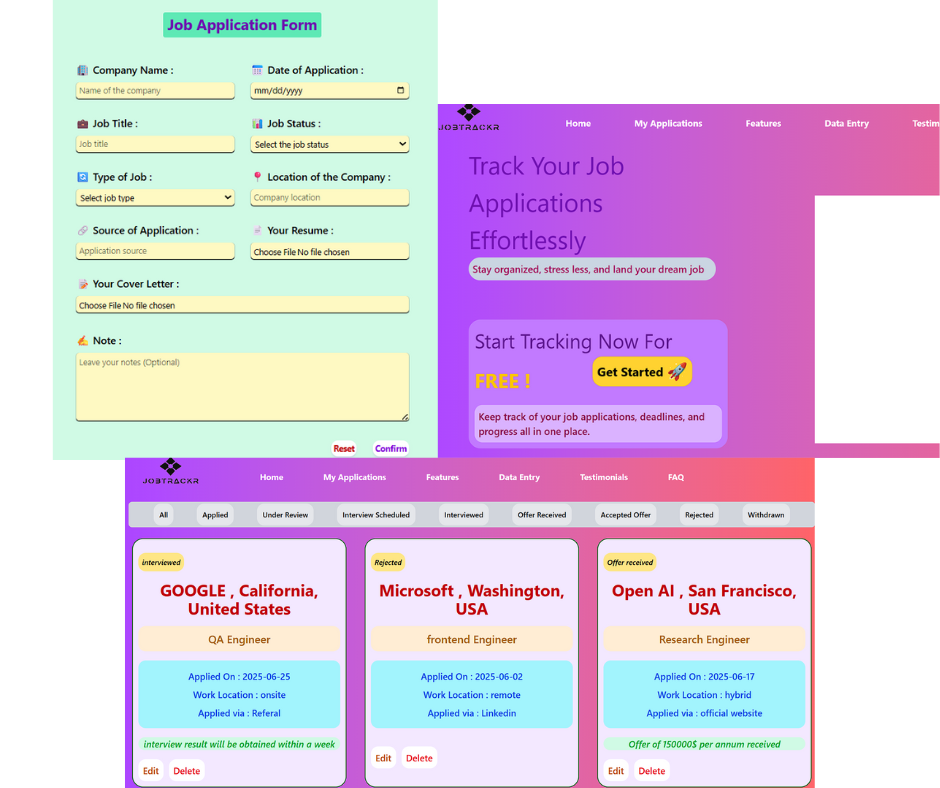 Job Application Form
Company Name :
Date of Application :
Name of the company
mm/dd/yyyy
Job Title :
Job Status :
Job title
Select the job status
Type of Job :
Location of the Company :
Select job type
Company location
Source of Application :
Your Resume :
Application source
Choose File No file chosen
Your Cover Letter :
Choose File No file chosen
Note :
Leave your notes (Optional)
Reset
Confirm
JOBTRACKR
Home
My Applications
Features
Data Entry
Testim
Track Your Job
Applications
Effortlessly
Stay organized, stress less, and land your dream job
Start Tracking Now For
FREE !
Get Started 🚀
Keep track of your job applications, deadlines, and
progress all in one place.
JOBTRACKR
Home
My Applications
Features
Data Entry
Testimonials
FAQ
All
Applied
Under Review
Interview Scheduled
Interviewed
Offer Received
Accepted Offer
Rejected
Withdrawn
interviewed
GOOGLE , California,
United States
QA Engineer
Applied On : 2025-06-25
Work Location : onsite
Applied via : Referal
interview result will be obtained within a week
Edit
Delete
Rejected
Microsoft , Washington,
USA
frontend Engineer
Applied On : 2025-06-02
Work Location : remote
Applied via : Linkedin
Edit
Delete
Offer received
Open AI , San Francisco,
USA
Research Engineer
Applied On : 2025-06-17
Work Location : hybrid
Applied via : official website
Offer of 150000$ per annum received
Edit
Delete